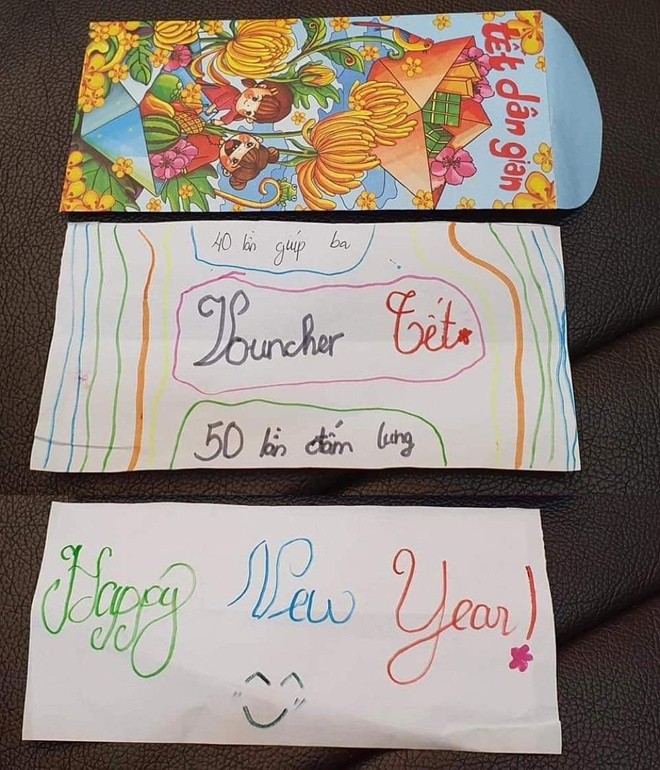 tết dân gian
40 lần giúp ba
Vouncher Tết
50 lần đấm lưng
Happy New Year!